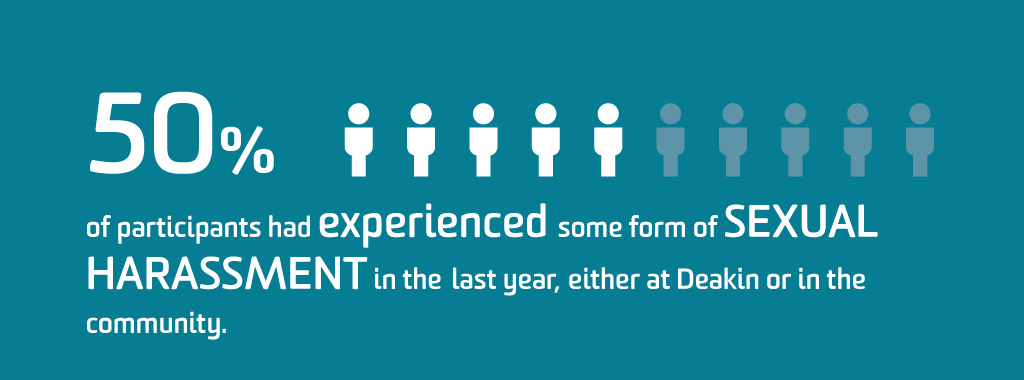 50%
of participants had experienced some form of SEXUAL
HARASSMENT in the last year, either at Deakin or in the
community.